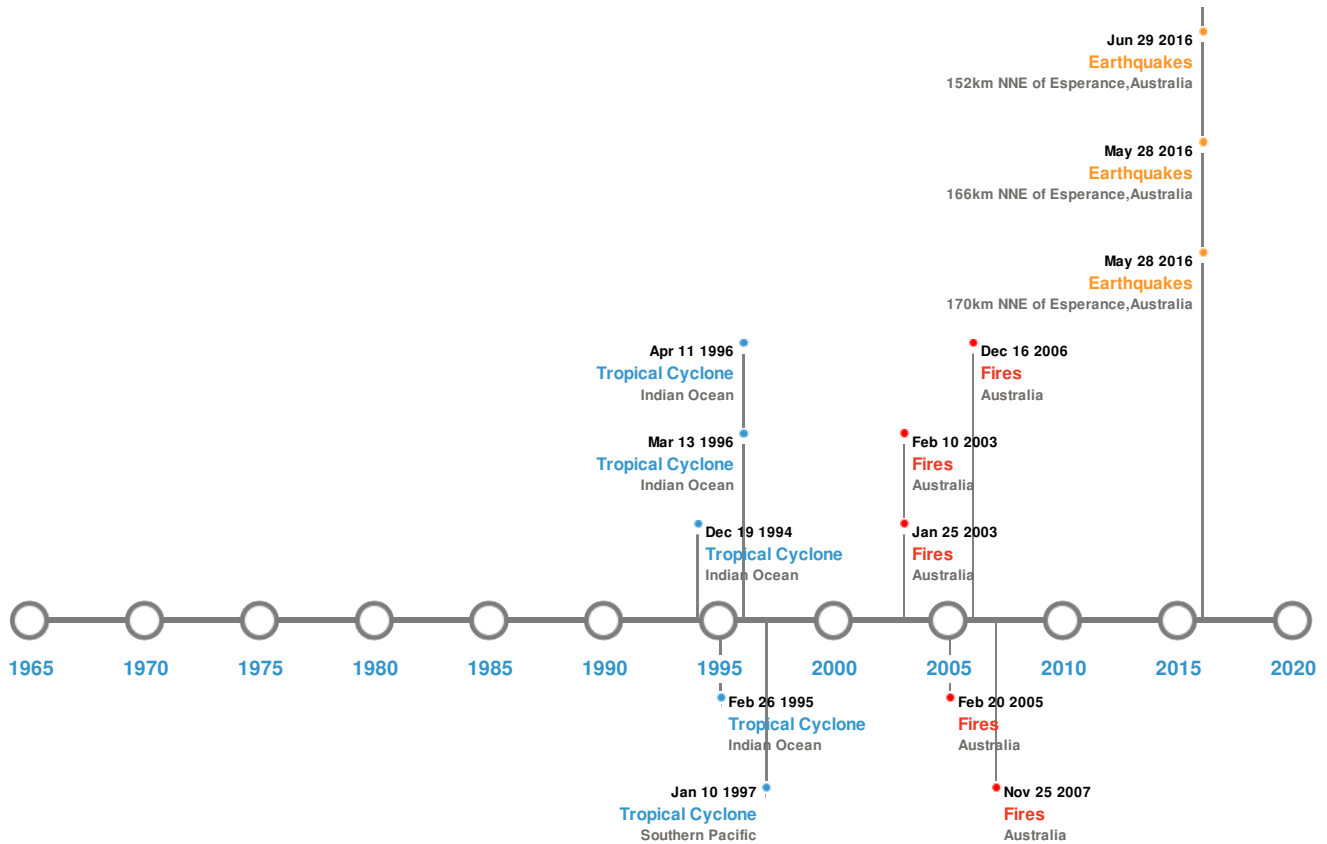 Jun 29 2016
Earthquakes
152km NNE of Esperance,Australia
May 28 2016
Earthquakes
166km NNE of Esperance,Australia
May 28 2016
Earthquakes
170km NNE of Esperance,Australia
Apr 11 1996
Tropical Cyclone
Indian Ocean
Dec 16 2006
Fires
Australia
Mar 13 1996
Tropical Cyclone
Indian Ocean
Feb 10 2003
Fires
Australia
Dec 19 1994
Tropical Cyclone
Indian Ocean
Jan 25 2003
Fires
Australia
1965 1970 1975 1980 1985 1990 1995 2000 2005 2010 2015 2020
Feb 26 1995
Tropical Cyclone
Indian Ocean
Feb 20 2005
Fires
Australia
Jan 10 1997
Tropical Cyclone
Southern Pacific
Nov 25 2007
Fires
Australia